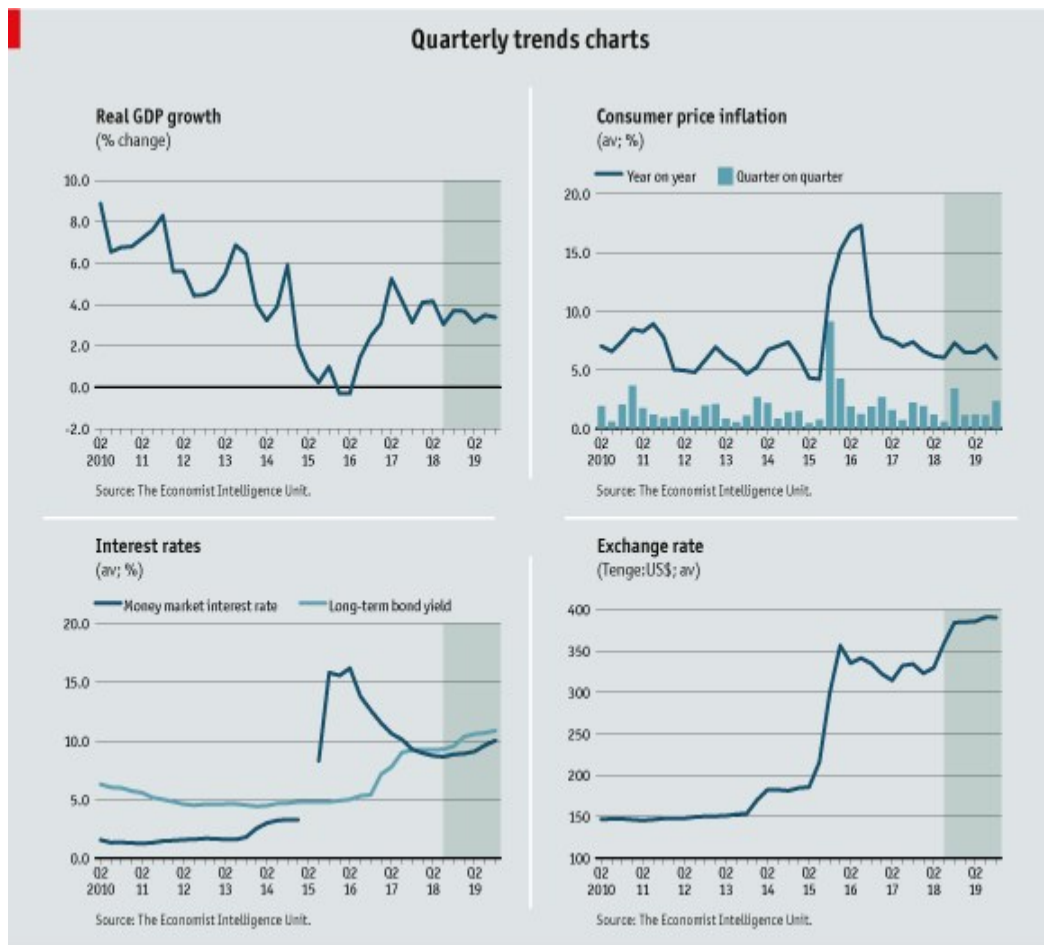 Quarterly trends charts
Real GDP growth
(% change)
10.0
8.0
6.0
4.0
2.0
0.0
-2.0
Q2 Q2 Q2 Q2 Q2 Q2 Q2 Q2 Q2 Q2
2010 11 12 13 14 15 16 17 18 19
Source: The Economist Intelligence Unit.
Consumer price inflation
(av; %)
Year on year Quarter on quarter
20.0
15.0
10.0
5.0
0.0
Q2 Q2 Q2 Q2 Q2 Q2 Q2 Q2 Q2 Q2
2010 11 12 13 14 15 16 17 18 19
Source: The Economist Intelligence Unit.
Interest rates
(av; %)
Money market interest rate Long-term bond yield
20.0
15.0
10.0
5.0
0.0
Q2 Q2 Q2 Q2 Q2 Q2 Q2 Q2 Q2 Q2
2010 11 12 13 14 15 16 17 18 19
Source: The Economist Intelligence Unit.
Exchange rate
(Tenge:US$; av)
400
350
300
250
200
150
100
Q2 Q2 Q2 Q2 Q2 Q2 Q2 Q2 Q2 Q2
2010 11 12 13 14 15 16 17 18 19
Source: The Economist Intelligence Unit.